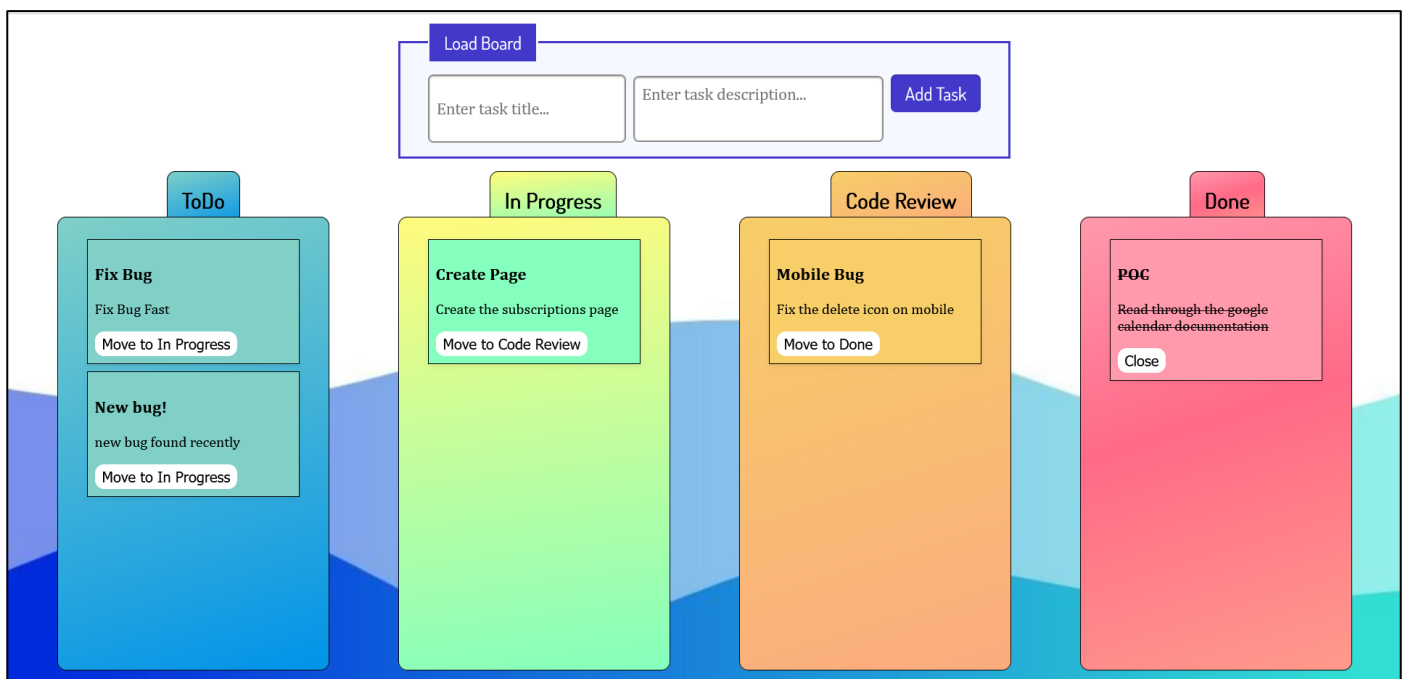 Load Board
Enter task title...
Enter task description...
Add Task
ToDo
Fix Bug
Fix Bug Fast
Move to In Progress
New bug!
new bug found recently
Move to In Progress
In Progress
Create Page
Create the subscriptions page
Move to Code Review
Code Review
Mobile Bug
Fix the delete icon on mobile
Move to Done
Done
POC
Read through the google
calendar documentation
Close